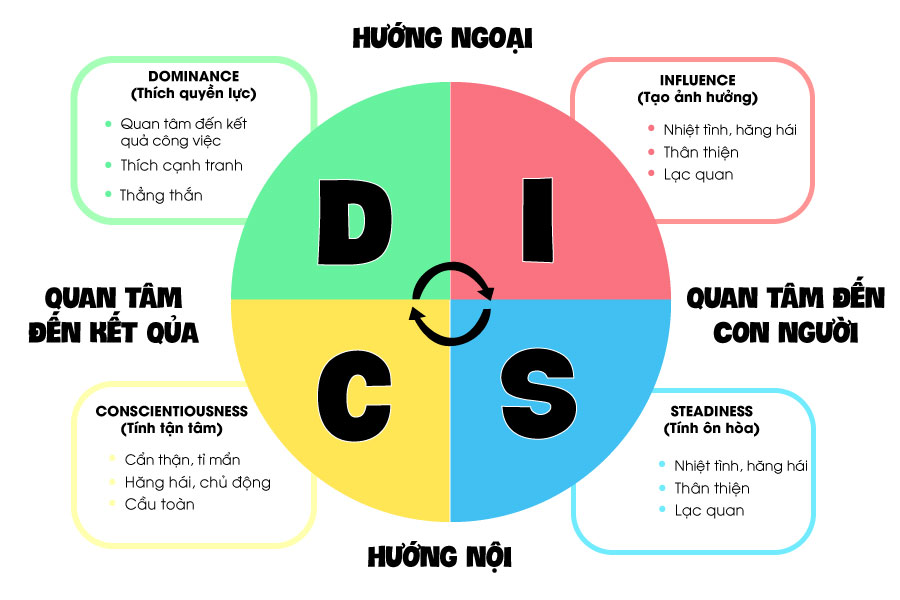 HƯỚNG NGOẠI
DOMINANCE
(Thích quyền lực)
Quan tâm đến kết
quả công việc
Thích cạnh tranh
Thẳng thắn
INFLUENCE
(Tạo ảnh hưởng)
Nhiệt tình, hăng hái
Thân thiện
Lạc quan
D
I
QUAN TÂM
ĐẾN KẾT QỦA
QUAN TÂM ĐẾN
CON NGƯỜI
C
S
CONSCIENTIOUSNESS
(Tính tận tâm)
Cẩn thận, tỉ mẩn
Hăng hái, chủ động
Cầu toàn
STEADINESS
(Tính ôn hòa)
Nhiệt tình, hăng hái
Thân thiện
Lạc quan
HƯỚNG NỘI